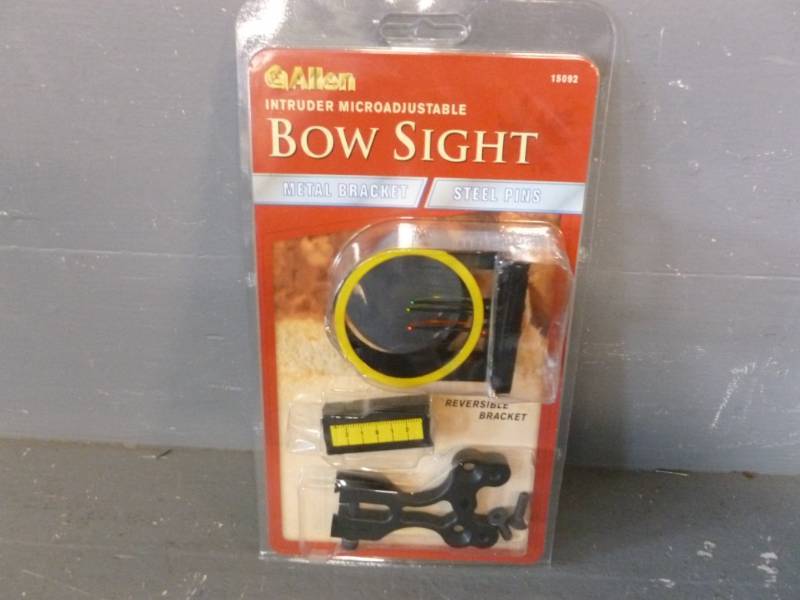 Allen
15092
INTRUDER MICROADJUSTABLE
BOW SIGHT
METAL BRACKET
STEEL PINS
REVERSIBLE
BRACKET